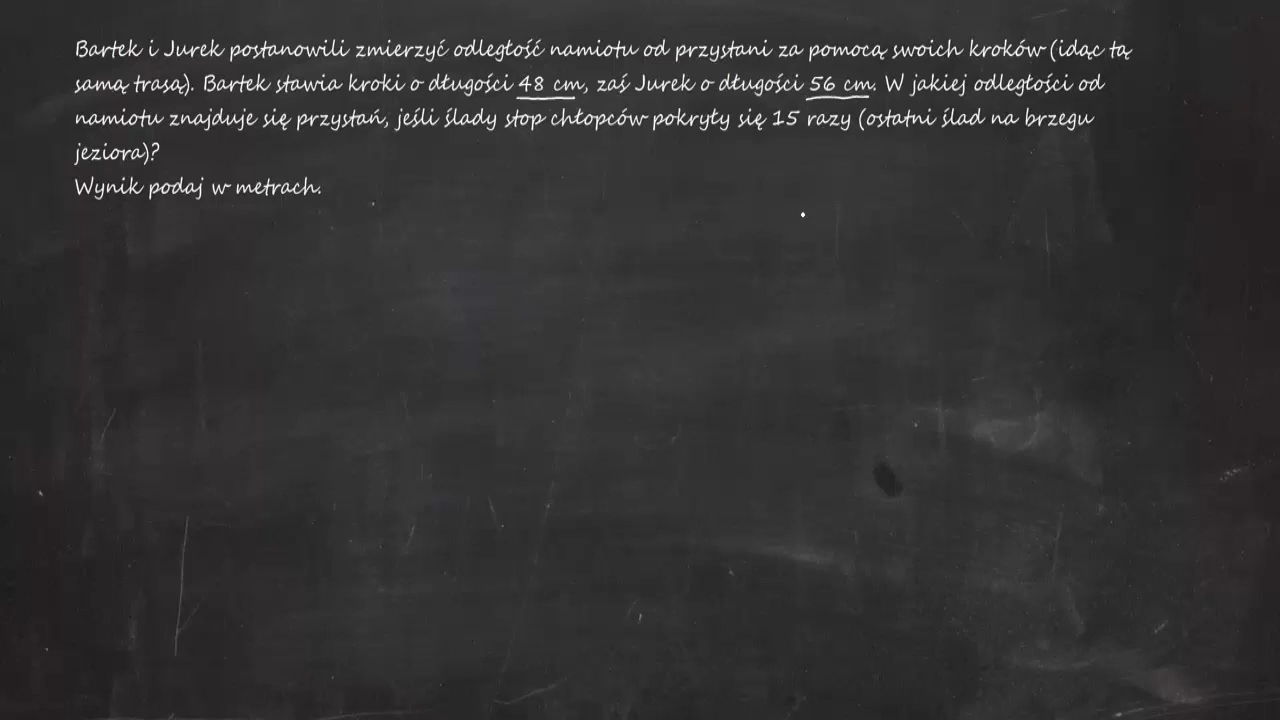 Bartek i Jurek postanowili zmierzyć odległość namiotu od przystani za pomocą swoich kroków (idąc tą
samą trasą). Bartek stawia kroki o długości 48 cm, zaś Jurek o długości 56 cm. W jakiej odległości od
namiotu znajduje się przystań, jeśli ślady stop chłopców pokryły się 15 razy (ostatni ślad na brzegu
jeziora)?
Wynik podaj w metrach.